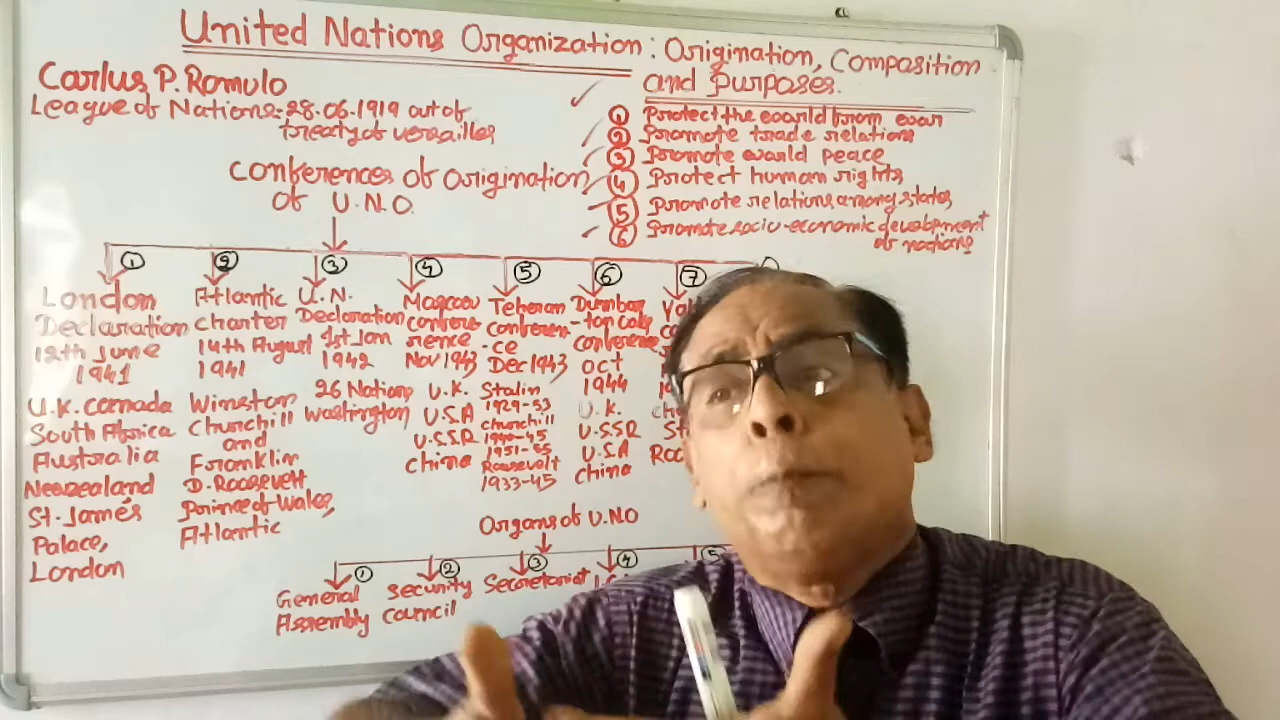 United Nations Organization: Origination, Composition
and Purpases.
Carlus P. Romulo
League of Nations:-28.06.1919 out of
treaty of versailles
① Protect the world from war
② Promote trade relations
③ Promote world peace
④ Protect human rights
⑤ Promote relations among states
⑥ Promote socio-economic development
of nations
Conferences of Origination
of U.N.O.
①
London
Declaration
12th June
1941
U.K. Canada
South Africa
Australia
Newzealand
St. James
Palace,
London
②
Atlantic
charter
14th August
1941
Winston
Churchill
and
Franklin
D. Roosevelt
Prince of Wales,
Atlantic
③
U.N.
Declaration
1st Jan
1942
26 Nations
Washington
④
Moscow
confere
rence
Nov 1943
U.K.
U.S.A
U.S.S.R
China
⑤
Teheran
conferen-
-ce
Dec 1943
Stalin
1929-53
Churchill
1940-45
1951-55
Roosevelt
1933-45
⑥
Dumbar
-ton oaks
conference
Oct
1944
U.K.
U.S.S.R
U.S.A
China
⑦
Organs of U.N.O
①
General
Assembly
②
Security
council
③
Secretariat
④
⑤